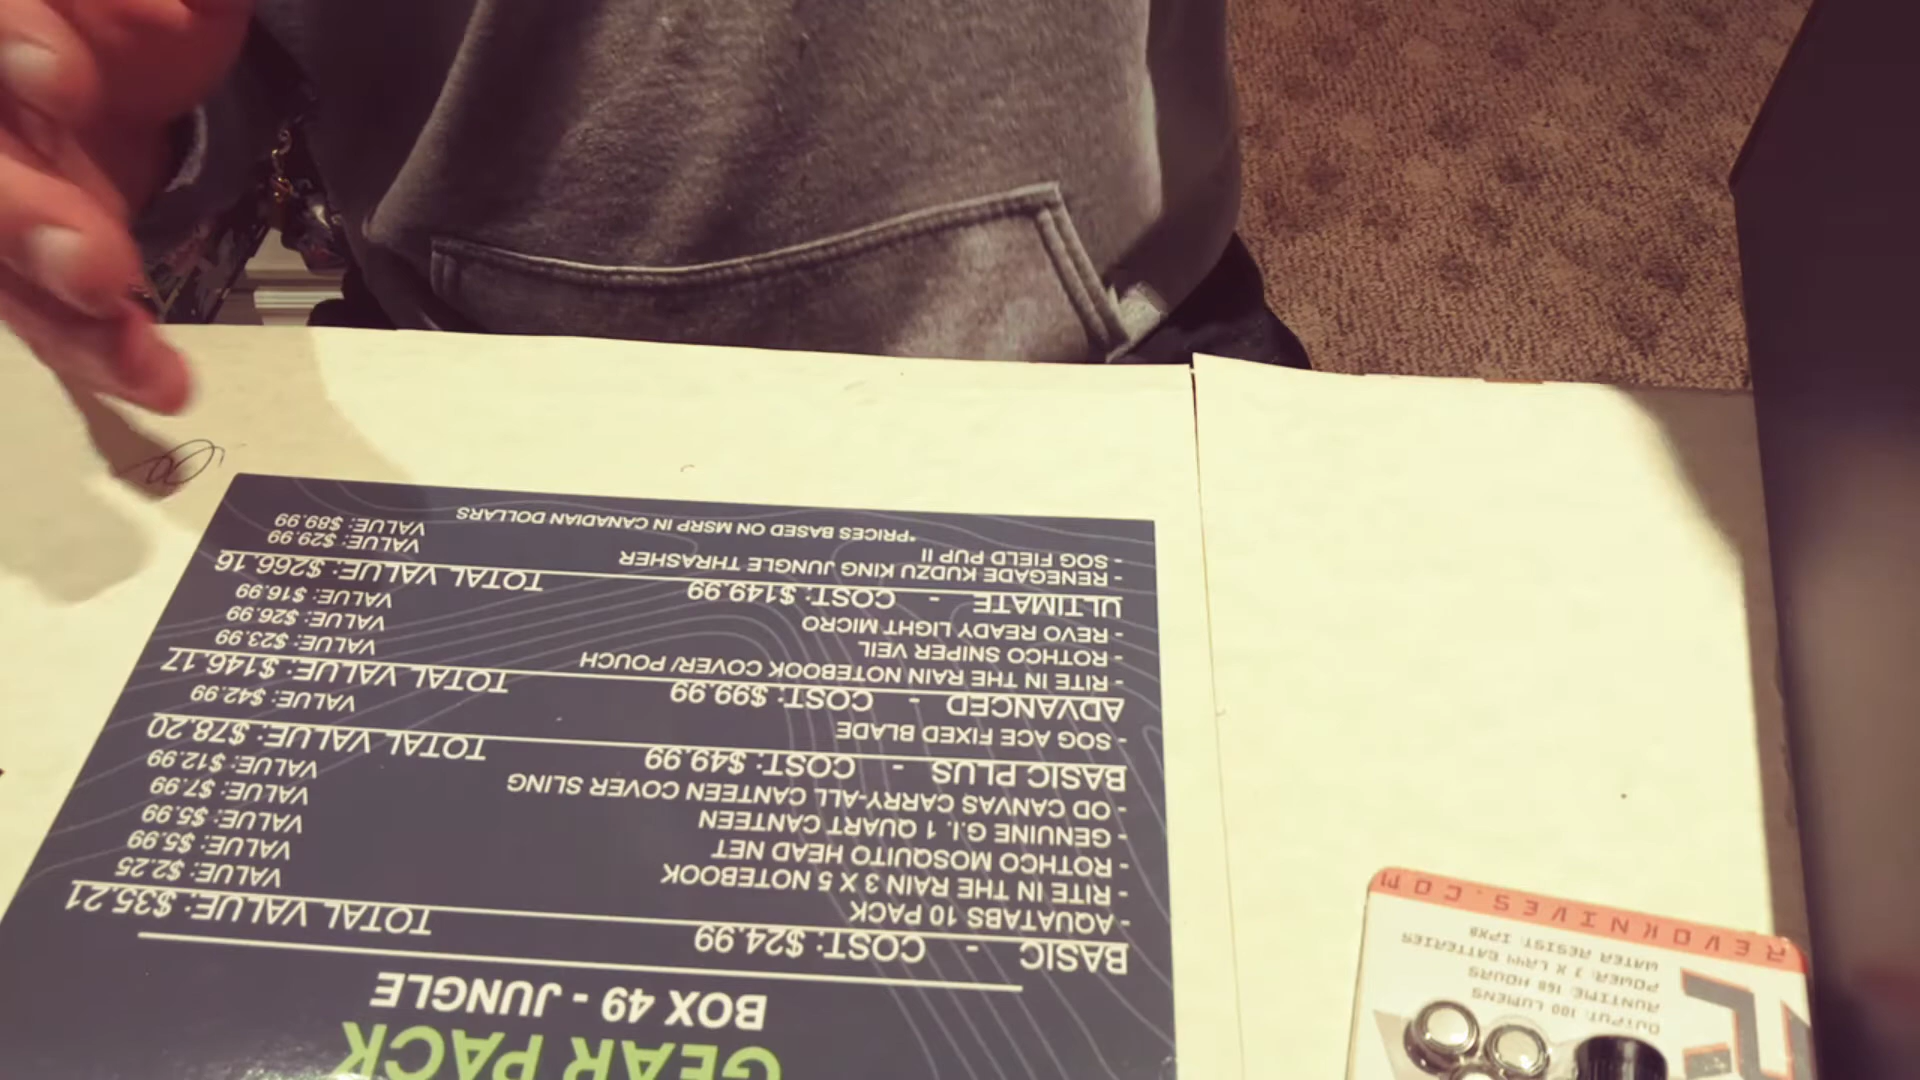 GEAR PACK
BOX 49 - JUNGLE
BASIC - COST: $24.99 TOTAL VALUE: $35.21
- AQUATABS 10 PACK VALUE: $2.25
- RITE IN THE RAIN 3 X 5 NOTEBOOK VALUE: $5.99
- ROTHCO MOSQUITO HEAD NET VALUE: $5.99
- GENUINE G.I. 1 QUART CANTEEN VALUE: $7.99
- OD CANVAS CARRY-ALL CANTEEN COVER SLING VALUE: $12.99
BASIC PLUS - COST: $49.99 TOTAL VALUE: $78.20
- SOG ACE FIXED BLADE VALUE: $42.99
ADVANCED - COST: $99.99 TOTAL VALUE: $146.17
- RITE IN THE RAIN NOTEBOOK COVER/ POUCH VALUE: $23.99
- ROTHCO SNIPER VEIL VALUE: $26.99
- REVO READY LIGHT MICRO VALUE: $16.99
ULTIMATE - COST: $149.99 TOTAL VALUE: $266.16
- RENEGADE KUDZU KING JUNGLE THRASHER VALUE: $29.99
- SOG FIELD PUP II VALUE: $89.99
*PRICES BASED ON MSRP IN CANADIAN DOLLARS
OUTPUT: 100 LUMENS
RUNTIME: 168 HOURS
POWER: 3 X L444 BATTERIES
WATER RESIST: IPX8
REVOKNIVES.COM